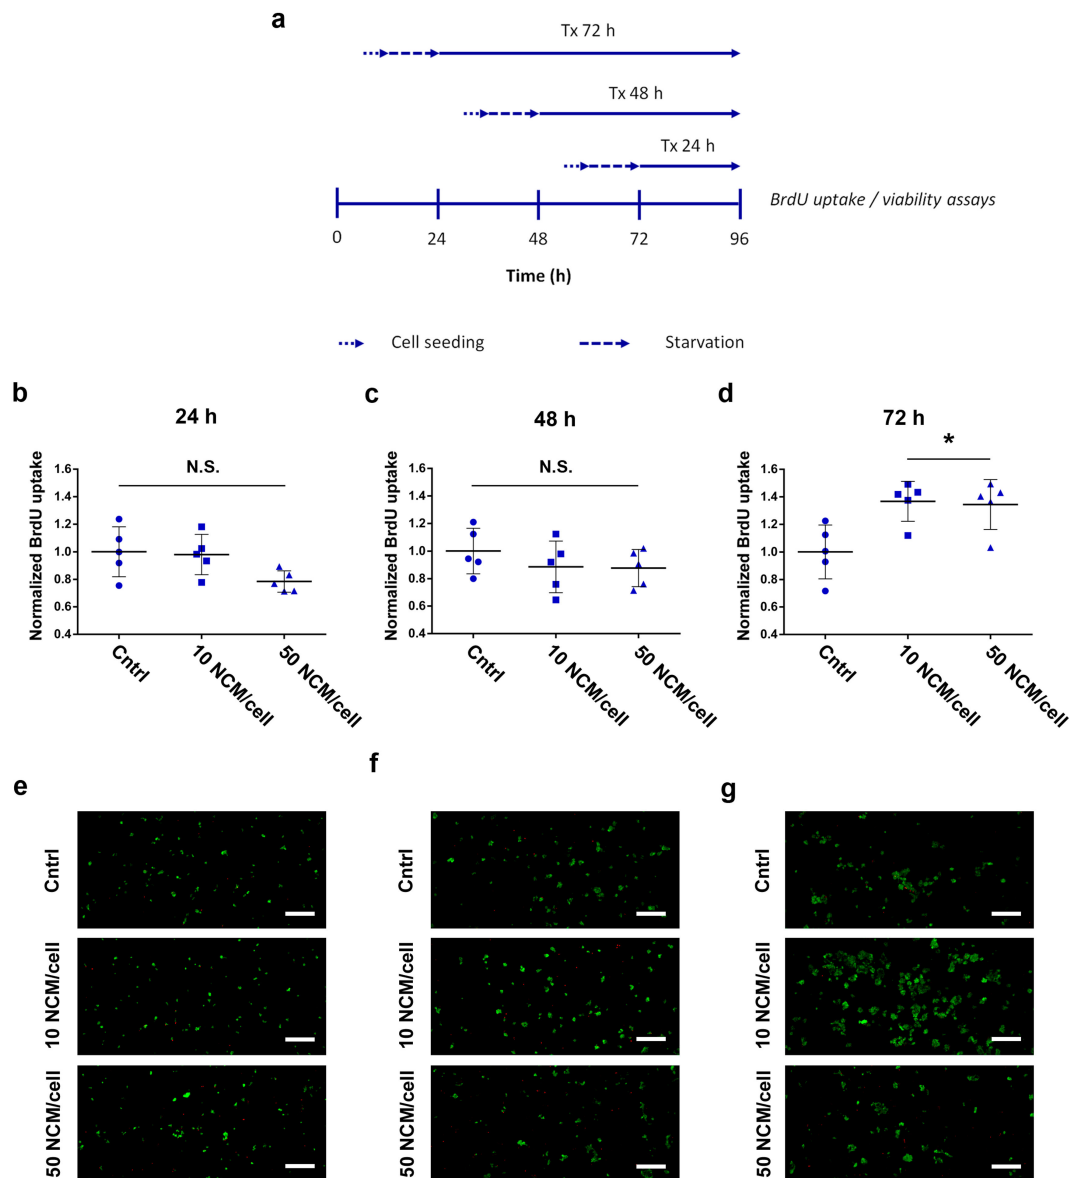 a
Tx 72 h
Tx 48 h
Tx 24 h
BrdU uptake / viability assays
0 24 48 72 96
Time (h)
Cell seeding Starvation
b
24 h
N.S.
Normalized BrdU uptake
1.6
1.4
1.2
1.0
0.8
0.6
0.4
Cntrl
10 NCM/cell
50 NCM/cell
c
48 h
N.S.
Normalized BrdU uptake
1.6
1.4
1.2
1.0
0.8
0.6
0.4
Cntrl
10 NCM/cell
50 NCM/cell
d
72 h
*
Normalized BrdU uptake
1.6
1.4
1.2
1.0
0.8
0.6
0.4
Cntrl
10 NCM/cell
50 NCM/cell
e
Cntrl
10 NCM/cell
50 NCM/cell
f
Cntrl
10 NCM/cell
50 NCM/cell
g
Cntrl
10 NCM/cell
50 NCM/cell